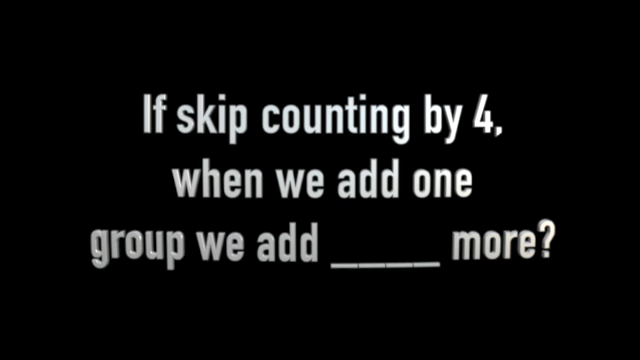 If skip counting by 4,
when we add one
group we add _____ more?